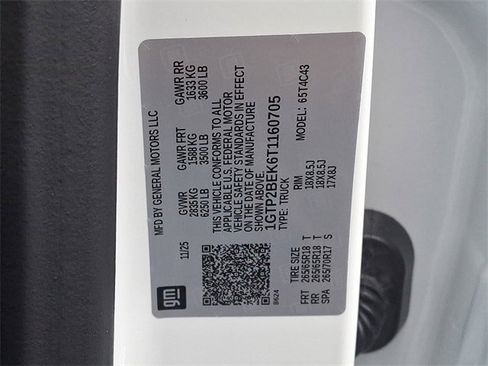 MFD BY GENERAL MOTORS LLC
GVWR GAWR FRT GAWR RR
2835 KG 1588 KG 1633 KG
6250 LB 3500 LB 3600 LB
11/25
THIS VEHICLE CONFORMS TO ALL
APPLICABLE U.S. FEDERAL MOTOR
VEHICLE SAFETY STANDARDS IN EFFECT
ON THE DATE OF MANUFACTURE
SHOWN ABOVE.
1GTP2BEK6T1160705
TYPE: TRUCK MODEL: 65T4C43
gm
8624
TIRE SIZE RIM
FRT 265/65R18 T 18X8.5J
RR 265/65R18 T 18X8.5J
SPA 265/70R17 S 17X8J